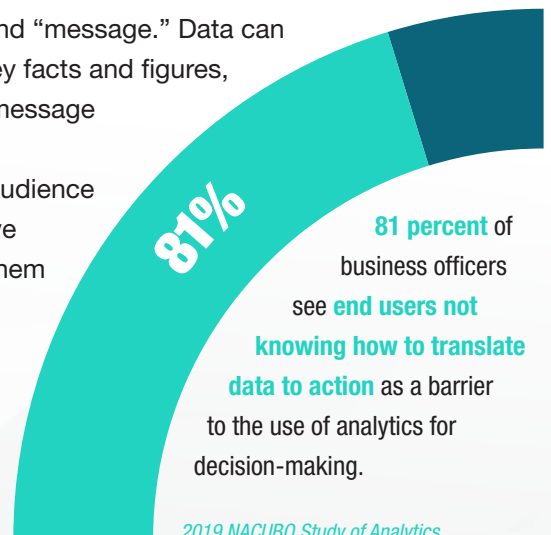 nd “message.” Data can
ey facts and figures,
message
udience
ve
hem
81%
81 percent of
business officers
see end users not
knowing how to translate
data to action as a barrier
to the use of analytics for
decision-making.
2019 NACUBO Study of Analytics